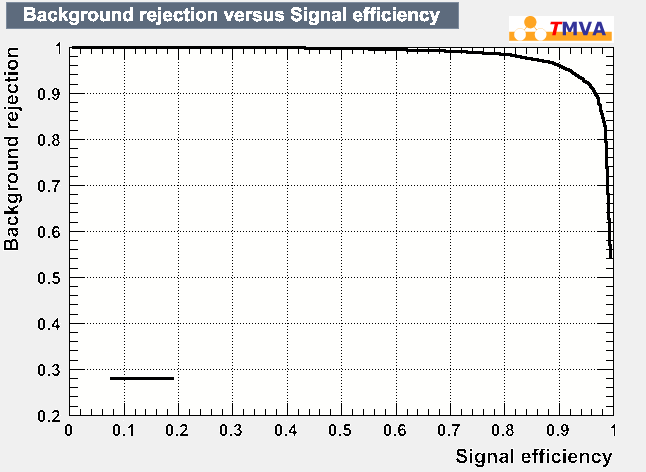 Background rejection versus Signal efficiency
TMVA
Background rejection
1
0.9
0.8
0.7
0.6
0.5
0.4
0.3
0.2
0 0.1 0.2 0.3 0.4 0.5 0.6 0.7 0.8 0.9 1
Signal efficiency